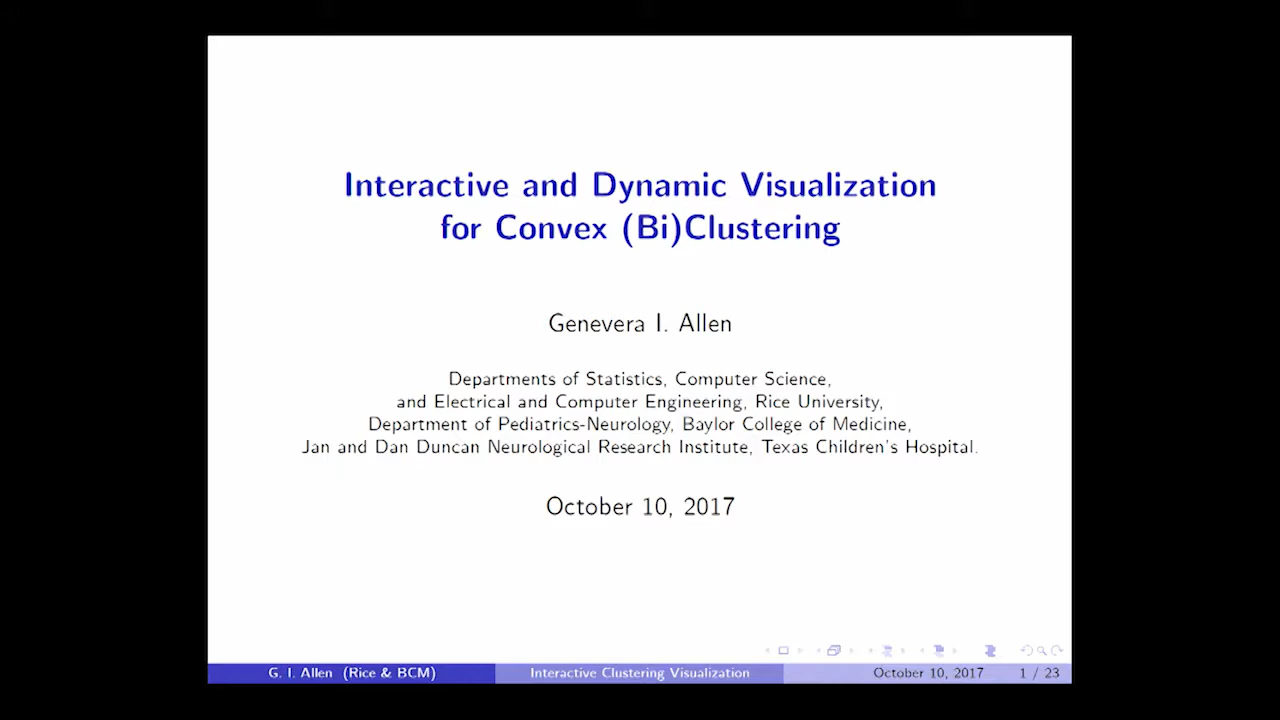 Interactive and Dynamic Visualization
for Convex (Bi)Clustering
Genevera I. Allen
Departments of Statistics, Computer Science,
and Electrical and Computer Engineering, Rice University,
Department of Pediatrics-Neurology, Baylor College of Medicine,
Jan and Dan Duncan Neurological Research Institute, Texas Children's Hospital.
October 10, 2017
G. I. Allen (Rice & BCM) Interactive Clustering Visualization October 10, 2017 1 / 23